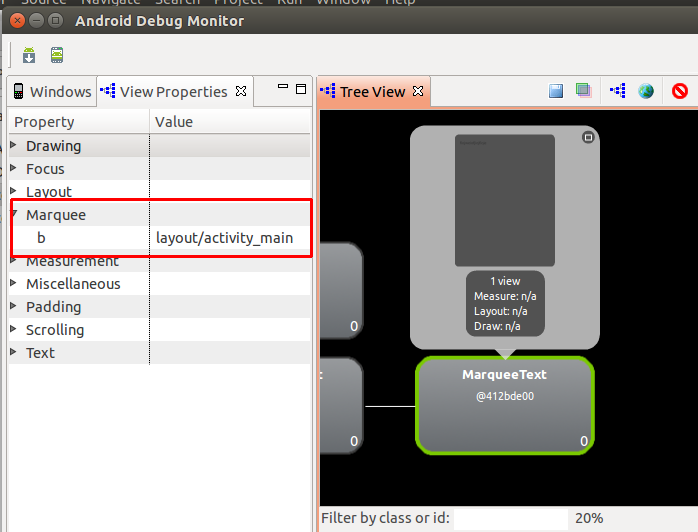 Source Navigate Search Project Run Window Help
Android Debug Monitor
Windows
View Properties
Tree View
Property Value
Drawing
Focus
Layout
Marquee
b layout/activity_main
Measurement
Miscellaneous
Padding
Scrolling
Text
1 view
Measure: n/a
Layout: n/a
Draw: n/a
0
MarqueeText
@412bde00
0
0
Filter by class or id: 20%